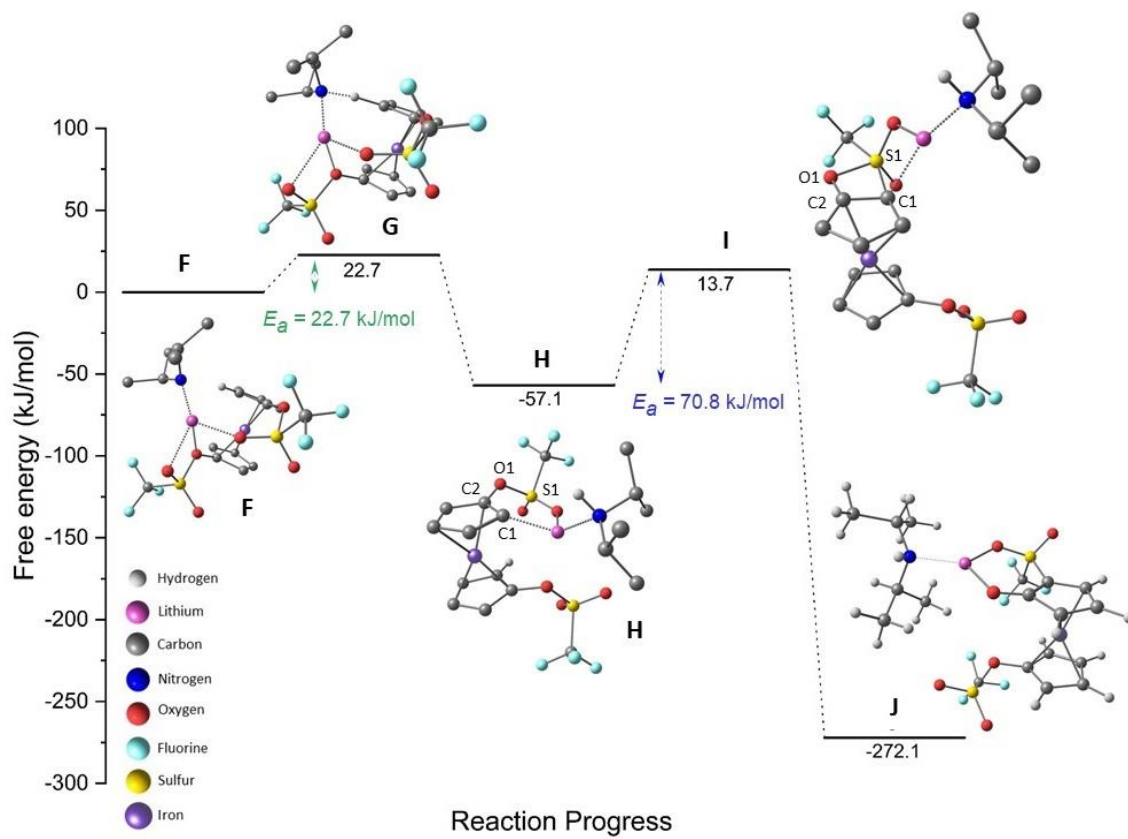 Free energy (kJ/mol)
100
50
0
-50
-100
-150
-200
-250
-300
F
G
22.7
Eₐ = 22.7 kJ/mol
H
-57.1
I
13.7
Eₐ = 70.8 kJ/mol
J
-272.1
F
O1
S1
C2
C1
H
S1
O1
C2
C1
Hydrogen
Lithium
Carbon
Nitrogen
Oxygen
Fluorine
Sulfur
Iron
Reaction Progress